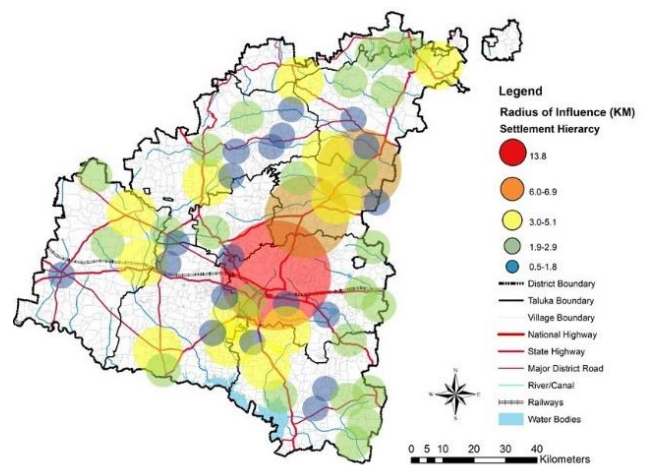 Legend
Radius of Influence (KM)
Settlement Hierarcy
13.8
6.0-6.9
3.0-5.1
1.9-2.9
0.5-1.8
District Boundary
Taluka Boundary
Village Boundary
National Highway
State Highway
Major District Road
River/Canal
Railways
Water Bodies
N
W E
S
0 5 10 20 30 40
Kilometers